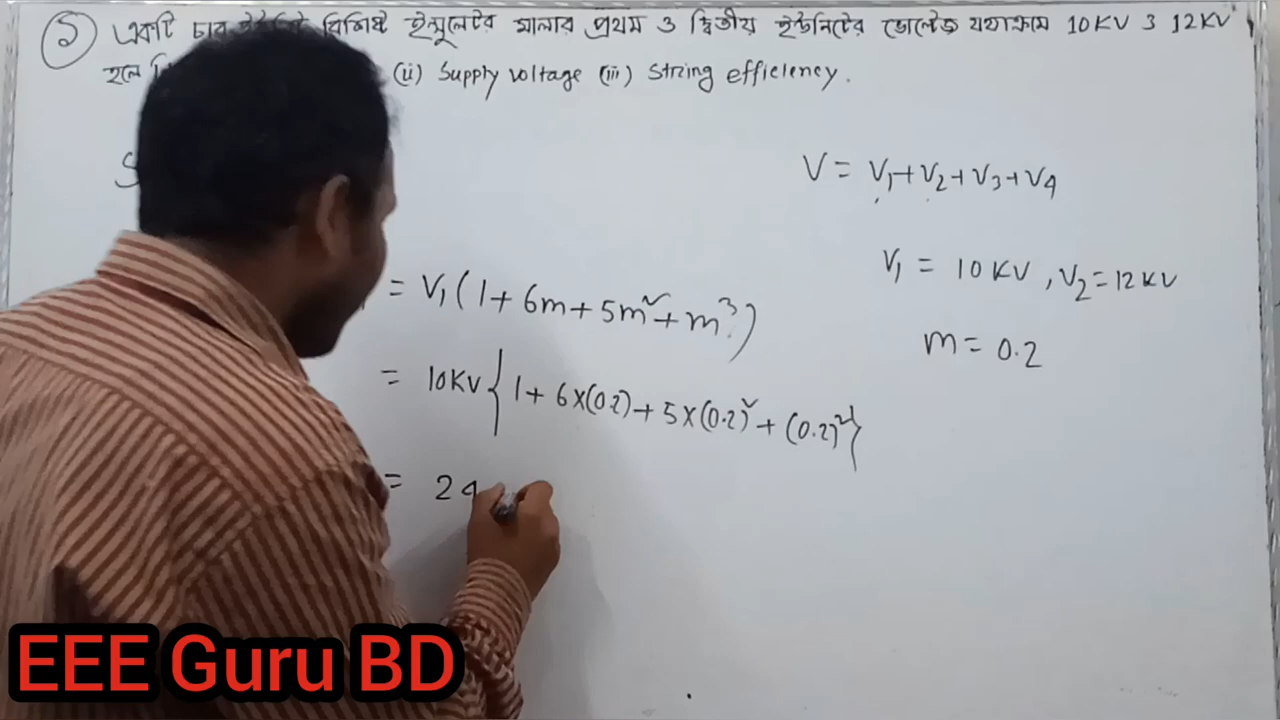 ১ একটি চার বিশিষ্ট ইন্সুলেটর মালার প্রথম ও দ্বিতীয় ইউনিটের ভোল্টেজ যথাক্রমে 10KV ও 12KV
হলে (ii) Supply voltage (iii) String efficiency.
V = V₁+V₂+V₃+V₄
V₁ = 10KV, V₂=12KV
= V₁(1+6m+5m²+m³)
m = 0.2
= 10KV{1+6×(0.2)+5×(0.2)²+(0.2)²}
= 24
EEE Guru BD